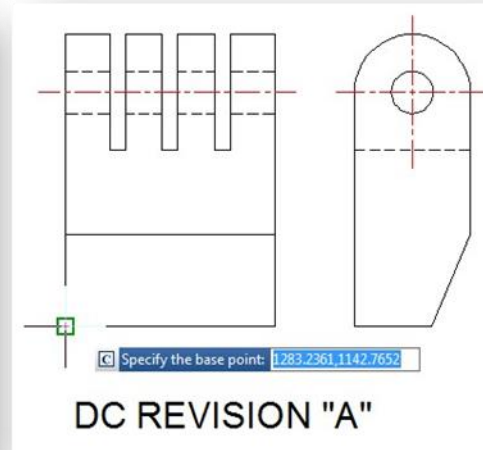 C Specify the base point: 1283.2361,1142.7652
DC REVISION "A"